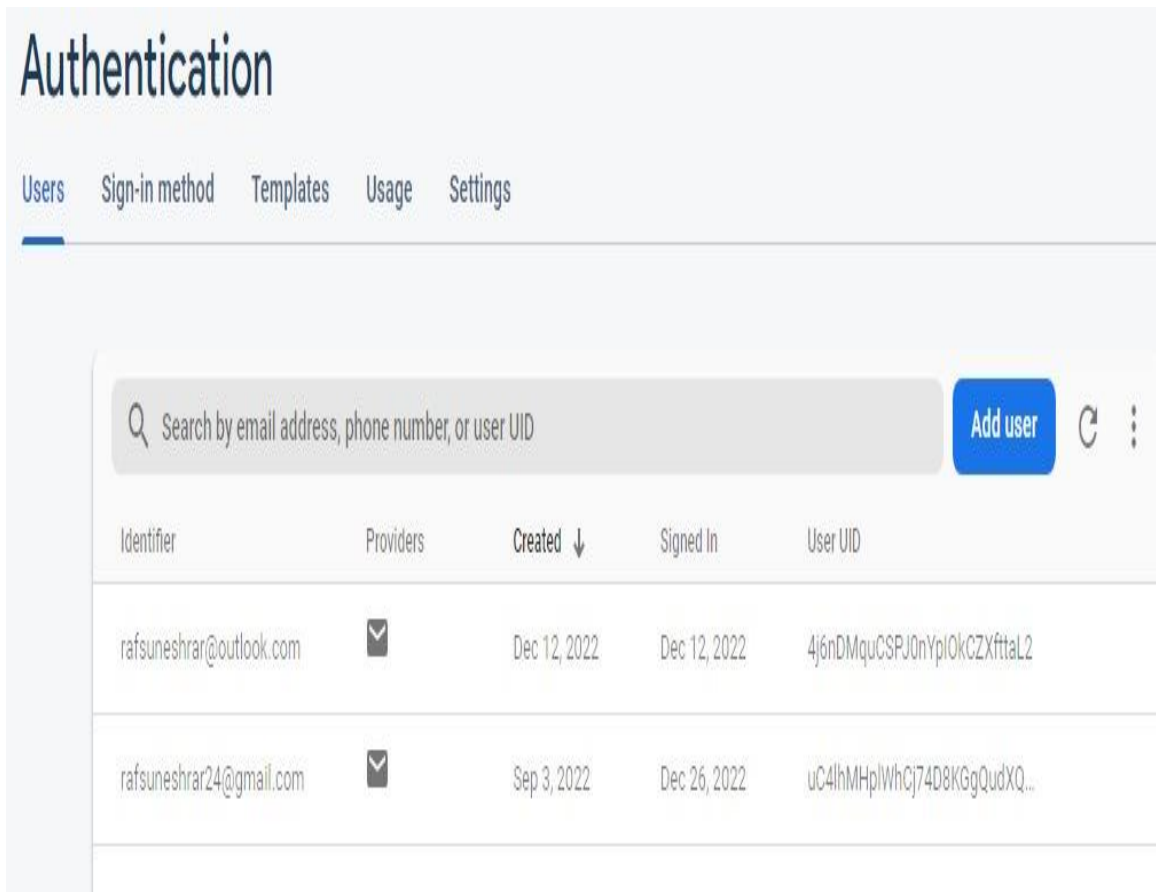 Authentication
Users Sign-in method Templates Usage Settings
Search by email address, phone number, or user UID
Add user
Identifier Providers Created Signed In User UID
rafsuneshrar@outlook.com Dec 12, 2022 Dec 12, 2022 4j6nDMquCSPJ0nYpIOkCZXfttaL2
rafsuneshrar24@gmail.com Sep 3, 2022 Dec 26, 2022 uC4lhMHplWhCj74D8KGgQudXQ...